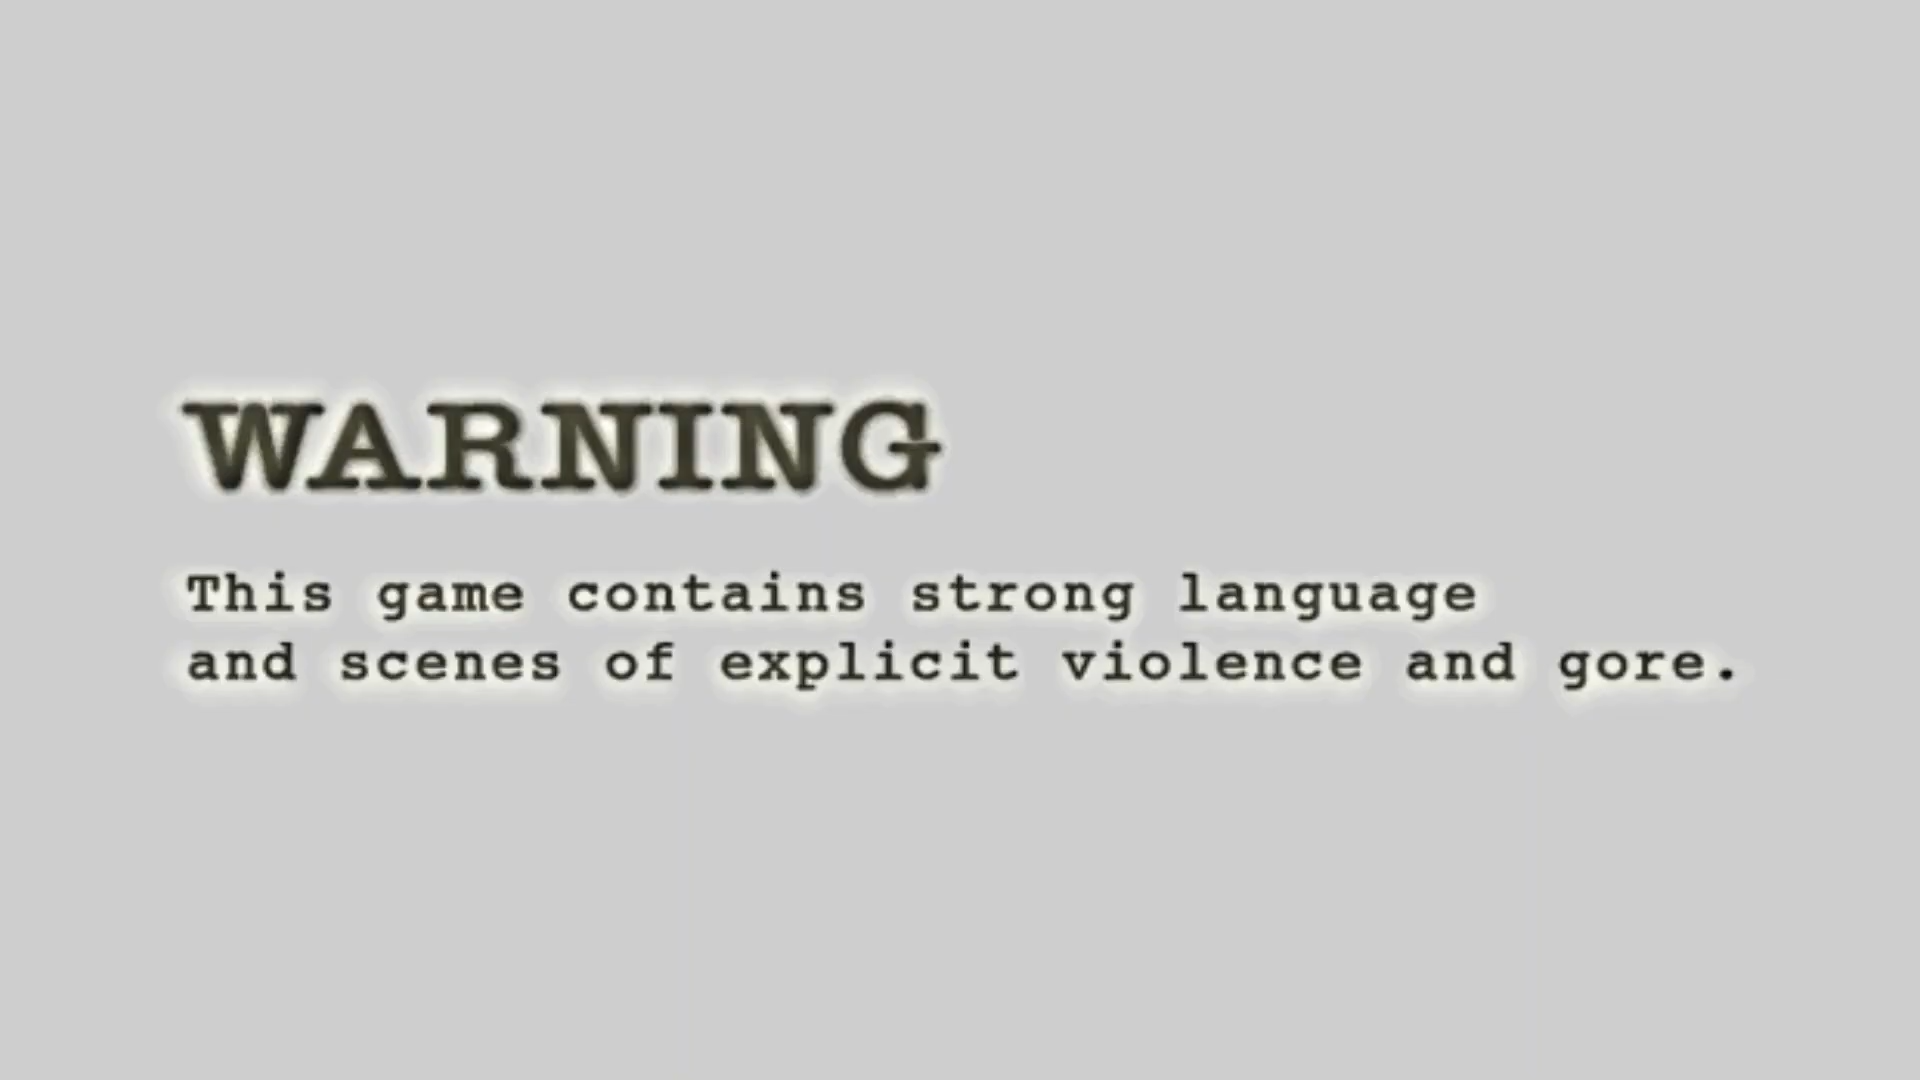 WARNING
This game contains strong language
and scenes of explicit violence and gore.